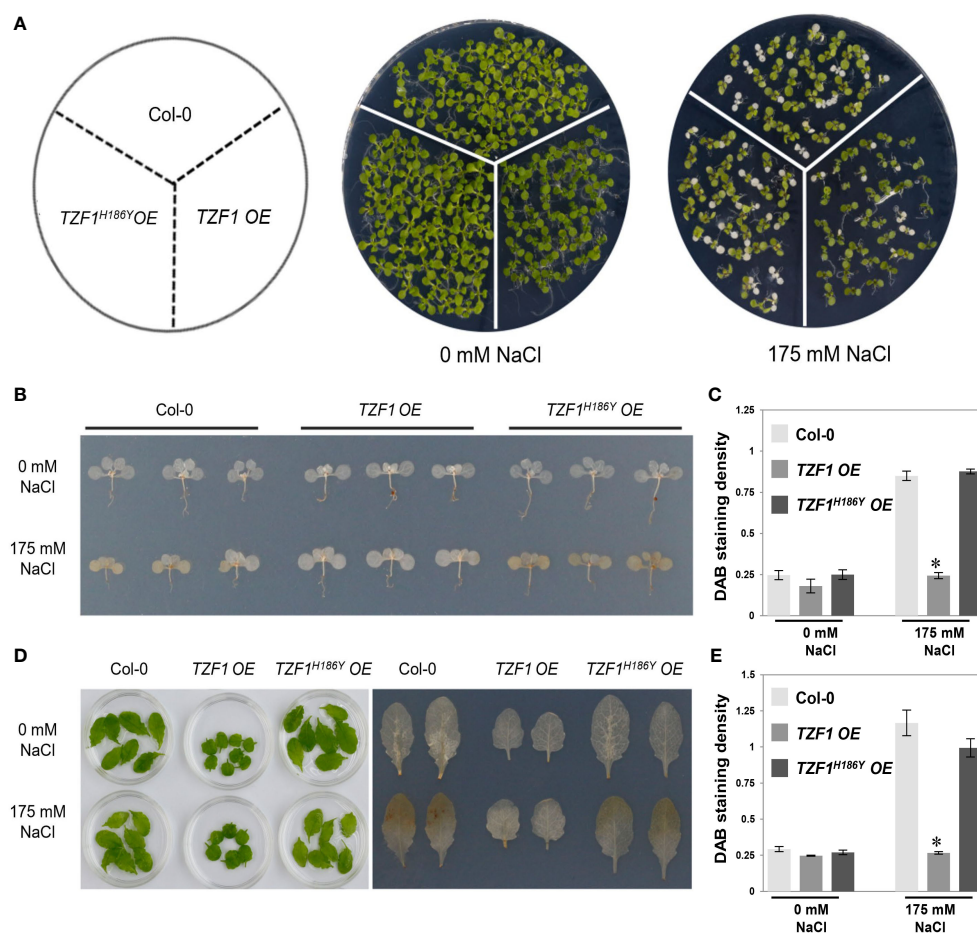 A
Col-0
TZF1H186YOE
TZF1 OE
0 mM NaCl
175 mM NaCl
B
Col-0
TZF1 OE
TZF1H186Y OE
0 mM
NaCl
175 mM
NaCl
C
DAB staining density
1.25
1
0.75
0.5
0.25
0
Col-0
TZF1 OE
TZF1H186Y OE
*
0 mM
NaCl
175 mM
NaCl
D
Col-0
TZF1 OE
TZF1H186Y OE
Col-0
TZF1 OE
TZF1H186Y OE
0 mM
NaCl
175 mM
NaCl
E
DAB staining density
1.5
1.25
1
0.75
0.5
0.25
0
Col-0
TZF1 OE
TZF1H186Y OE
*
0 mM
NaCl
175 mM
NaCl